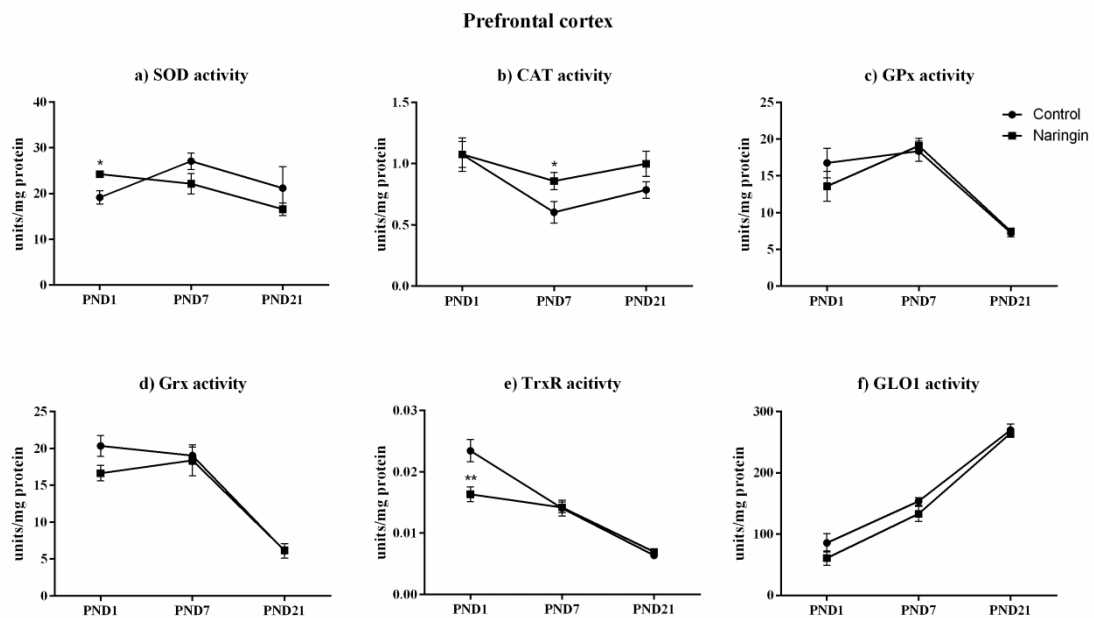 Prefrontal cortex
a) SOD activity
units/mg protein
40
30
20
10
0
*
PND1 PND7 PND21
b) CAT activity
units/mg protein
1.5
1.0
0.5
0.0
*
PND1 PND7 PND21
c) GPx activity
units/mg protein
25
20
15
10
5
0
PND1 PND7 PND21
Control
Naringin
d) Grx activity
units/mg protein
25
20
15
10
5
0
PND1 PND7 PND21
e) TrxR acitivty
units/mg protein
0.03
0.02
0.01
0.00
**
PND1 PND7 PND21
f) GLO1 activity
units/mg protein
300
200
100
0
PND1 PND7 PND21